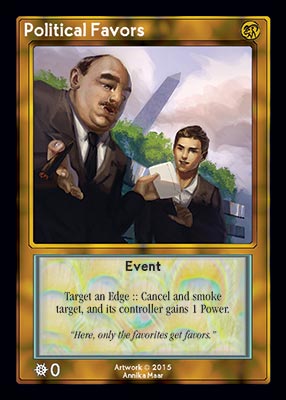 Political Favors
Event
Target an Edge :: Cancel and smoke
target, and its controller gains 1 Power.
"Here, only the favorites get favors."
0
Artwork © 2015
Annika Maar